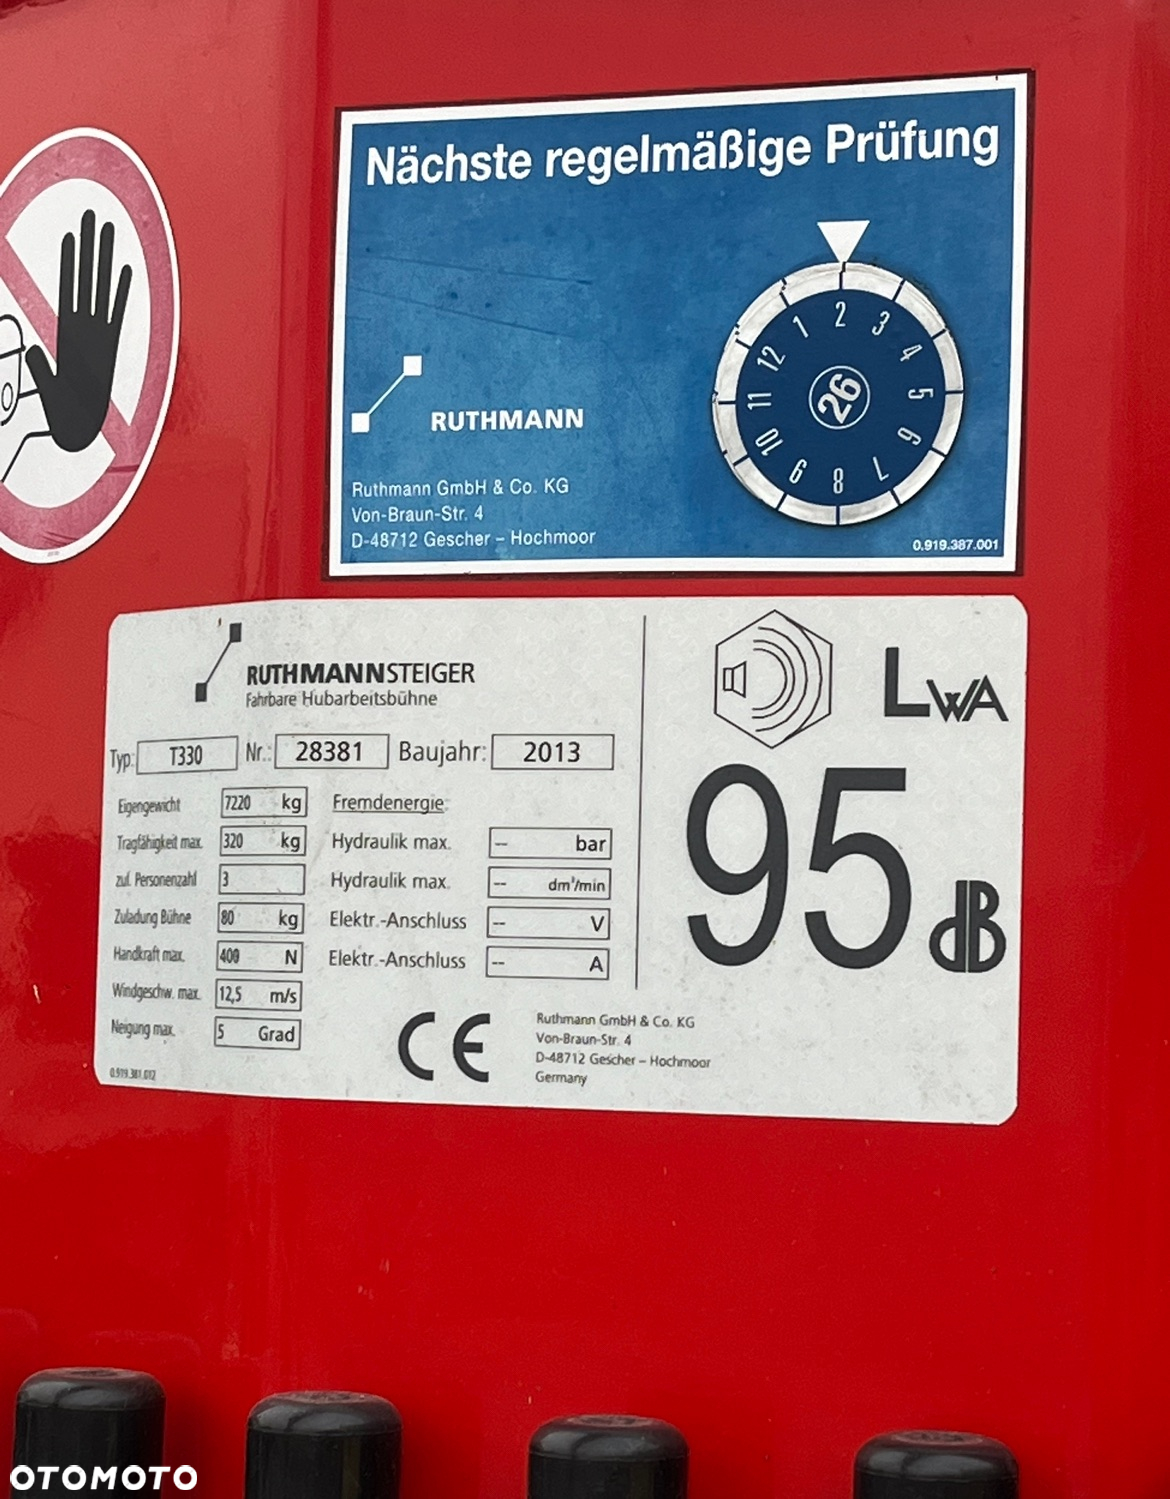 Nächste regelmäßige Prüfung
1 2 3 4 5 6 7 8 9 10 11 12
26
RUTHMANN
Ruthmann GmbH & Co. KG
Von-Braun-Str. 4
D-48712 Gescher – Hochmoor
0.919.387.001
RUTHMANNSTEIGER
Fahrbare Hubarbeitsbühne
Typ: T330 Nr.: 28381 Baujahr: 2013
Eigengewicht 7220 kg Fremdenergie:
Tragfähigkeit max. 320 kg Hydraulik max. -- bar
zul. Personenzahl 3 Hydraulik max. -- dm³/min
Zuladung Bühne 80 kg Elektr.-Anschluss -- V
Handkraft max. 400 N Elektr.-Anschluss -- A
Windgeschw. max. 12,5 m/s
Neigung max. 5 Grad
0.919.381.012
CE
Ruthmann GmbH & Co. KG
Von-Braun-Str. 4
D-48712 Gescher – Hochmoor
Germany
LWA
95 dB
OTOMOTO